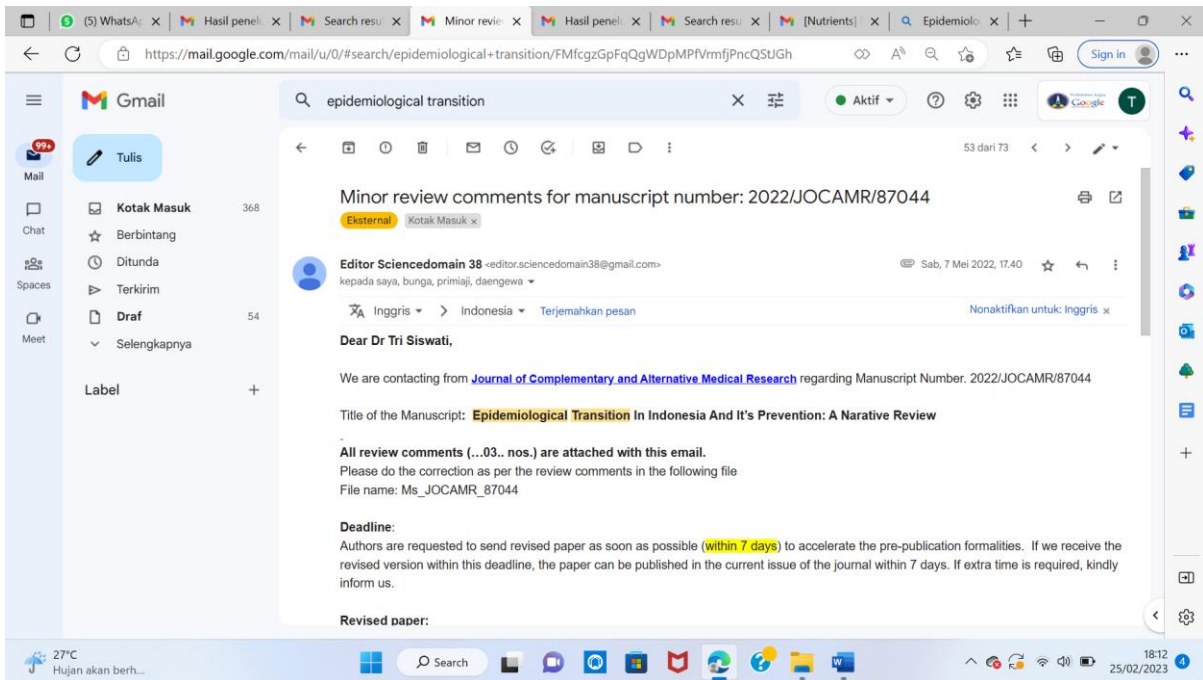 (5) WhatsA
Hasil penel
Search resu
Minor revie
Hasil penel
Search resu
[Nutrients]
Epidemiolo
https://mail.google.com/mail/u/0/#search/epidemiological+transition/FMfcgzGpFqQgWDpMPfVrmfjPncQStJGh
Sign in
Gmail
epidemiological transition
Aktif
Google
T
99+
Mail
Chat
Spaces
Meet
Tulis
Kotak Masuk 368
Berbintang
Ditunda
Terkirim
Draf 54
Selengkapnya
Label
53 dari 73
Minor review comments for manuscript number: 2022/JOCAMR/87044
Eksternal Kotak Masuk x
Editor Sciencedomain 38 <editor.sciencedomain38@gmail.com>
Sab, 7 Mei 2022, 17.40
kepada saya, bunga, primiaji, daengewa
Inggris > Indonesia Terjemahkan pesan
Nonaktifkan untuk: Inggris x
Dear Dr Tri Siswati,
We are contacting from Journal of Complementary and Alternative Medical Research regarding Manuscript Number. 2022/JOCAMR/87044
Title of the Manuscript: Epidemiological Transition In Indonesia And It's Prevention: A Narative Review
.
All review comments (...03.. nos.) are attached with this email.
Please do the correction as per the review comments in the following file
File name: Ms_JOCAMR_87044
Deadline:
Authors are requested to send revised paper as soon as possible (within 7 days) to accelerate the pre-publication formalities. If we receive the
revised version within this deadline, the paper can be published in the current issue of the journal within 7 days. If extra time is required, kindly
inform us.
Revised paper:
27°C
Hujan akan berh...
Search
18:12
25/02/2023
4